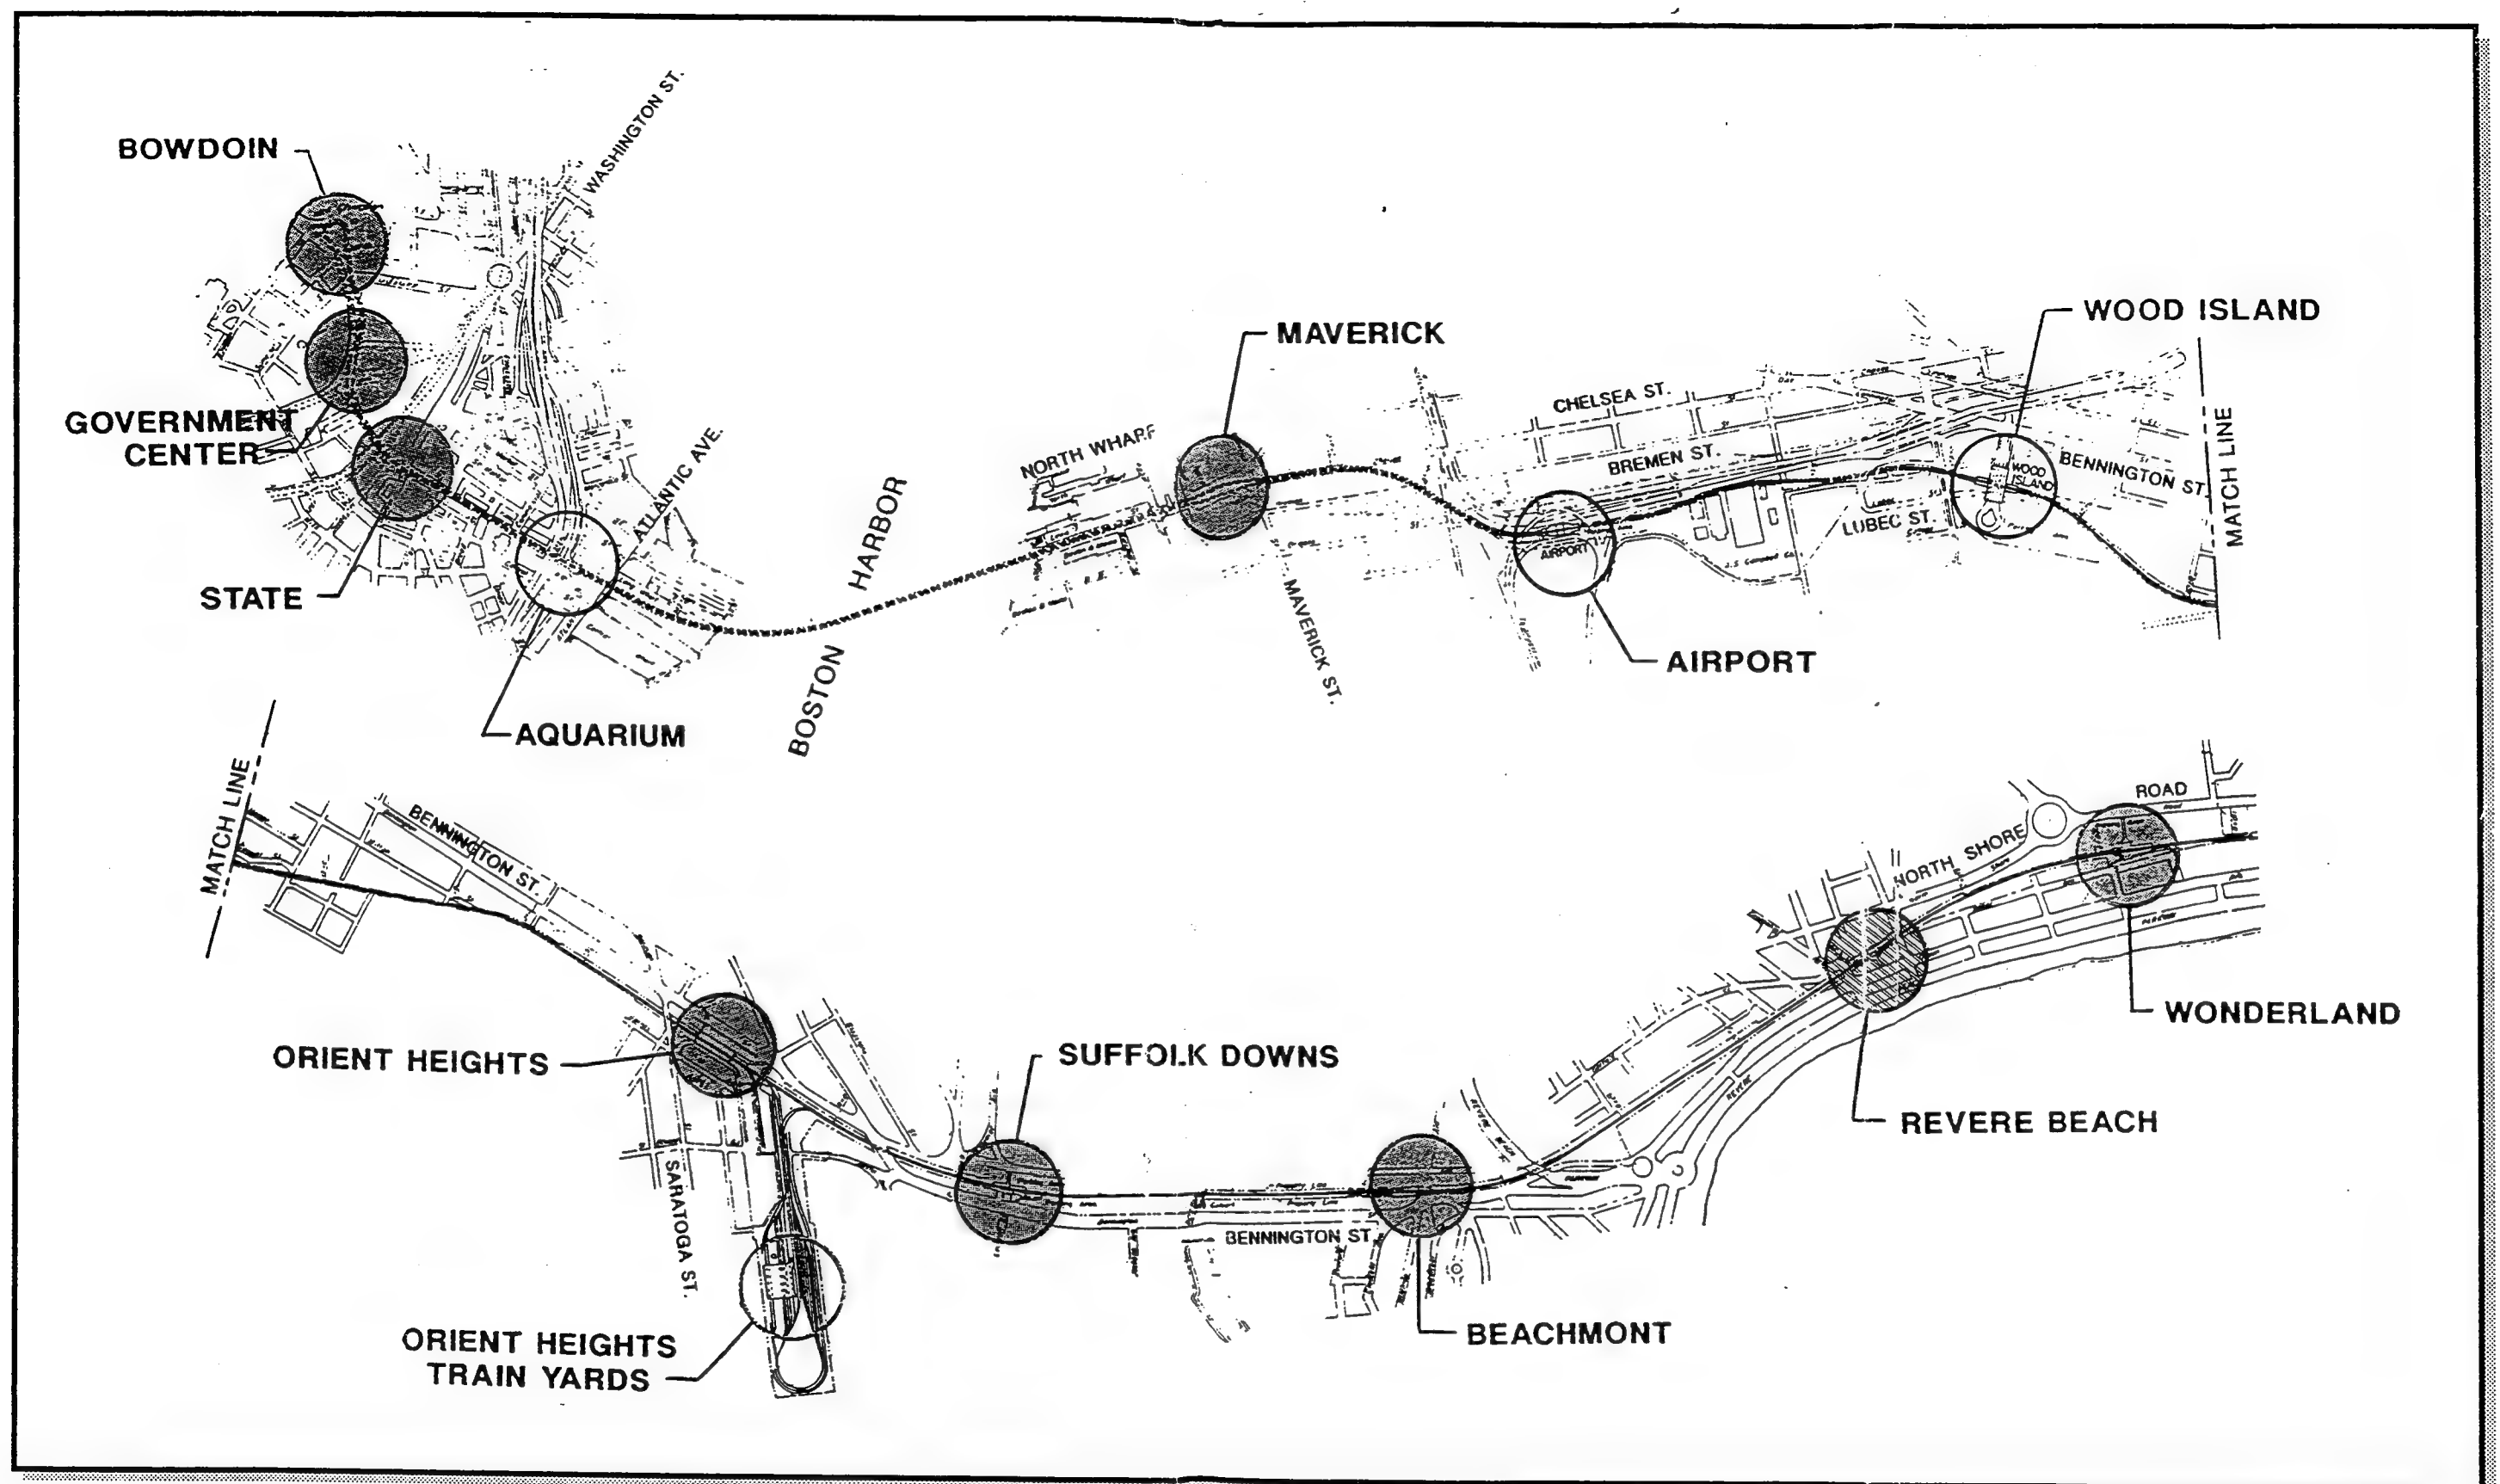 BOWDOIN
WASHINGTON ST.
GOVERNMENT
CENTER
STATE
ATLANTIC AVE.
AQUARIUM
BOSTON HARBOR
NORTH WHARF
MAVERICK
MAVERICK ST.
CHELSEA ST.
BREMEN ST.
AIRPORT
AIRPORT
LUBEC ST.
WOOD ISLAND
WOOD
ISLAND
BENNINGTON ST.
MATCH LINE
MATCH LINE
BENNINGTON ST.
ORIENT HEIGHTS
SARATOGA ST.
ORIENT HEIGHTS
TRAIN YARDS
SUFFOLK DOWNS
BENNINGTON ST.
BEACHMONT
REVERE BEACH
NORTH SHORE ROAD
WONDERLAND